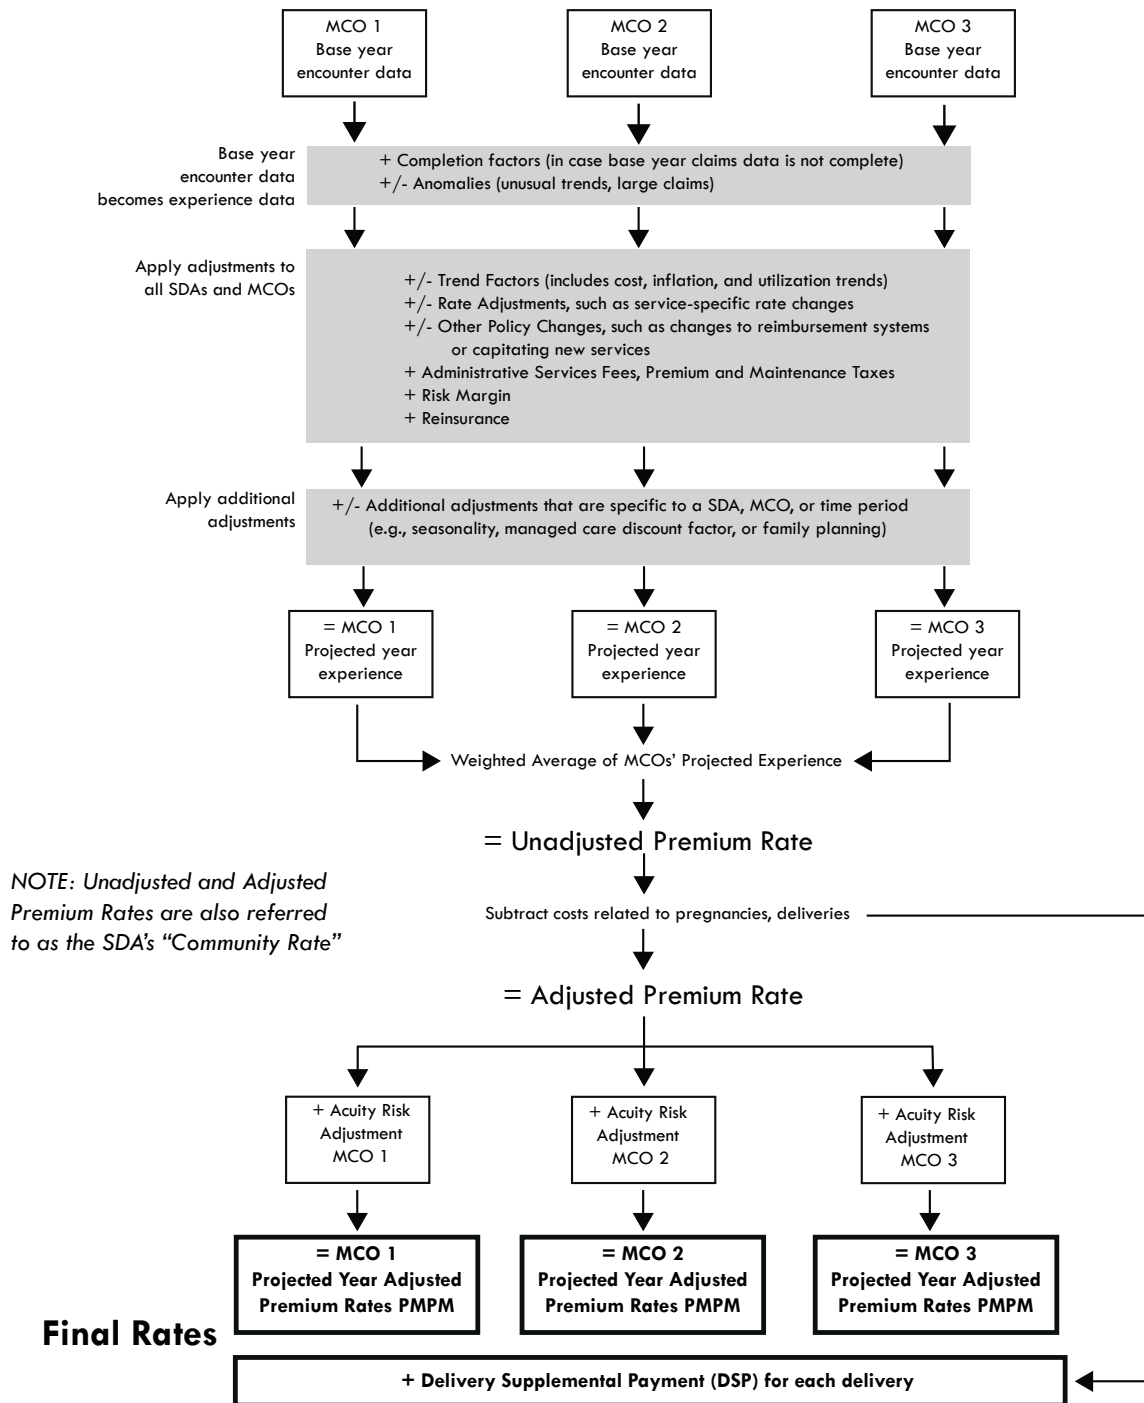 MCO 1
Base year
encounter data
MCO 2
Base year
encounter data
MCO 3
Base year
encounter data
Base year
encounter data
becomes experience data
+ Completion factors (in case base year claims data is not complete)
+/- Anomalies (unusual trends, large claims)
Apply adjustments to
all SDAs and MCOs
+/- Trend Factors (includes cost, inflation, and utilization trends)
+/- Rate Adjustments, such as service-specific rate changes
+/- Other Policy Changes, such as changes to reimbursement systems
or capitating new services
+ Administrative Services Fees, Premium and Maintenance Taxes
+ Risk Margin
+ Reinsurance
Apply additional
adjustments
+/- Additional adjustments that are specific to a SDA, MCO, or time period
(e.g., seasonality, managed care discount factor, or family planning)
= MCO 1
Projected year
experience
= MCO 2
Projected year
experience
= MCO 3
Projected year
experience
Weighted Average of MCOs' Projected Experience
= Unadjusted Premium Rate
NOTE: Unadjusted and Adjusted
Premium Rates are also referred
to as the SDA's “Community Rate”
Subtract costs related to pregnancies, deliveries
= Adjusted Premium Rate
+ Acuity Risk
Adjustment
MCO 1
+ Acuity Risk
Adjustment
MCO 2
+ Acuity Risk
Adjustment
MCO 3
= MCO 1
Projected Year Adjusted
Premium Rates PMPM
= MCO 2
Projected Year Adjusted
Premium Rates PMPM
= MCO 3
Projected Year Adjusted
Premium Rates PMPM
Final Rates
+ Delivery Supplemental Payment (DSP) for each delivery